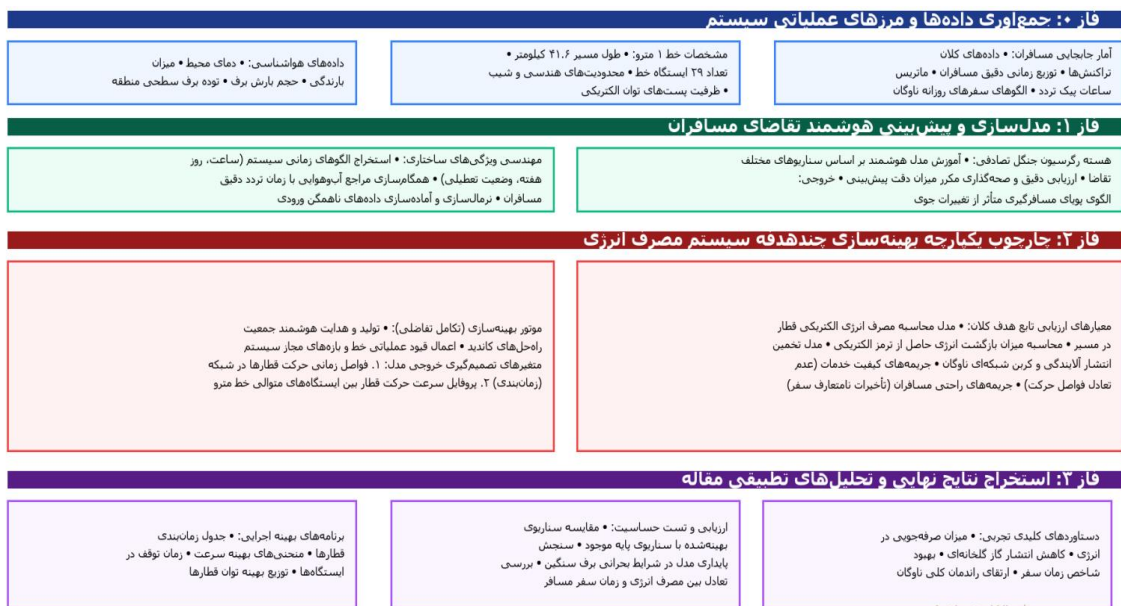 فاز ۰: جمع‌آوری داده‌ها و مرزهای عملیاتی سیستم
آمار جابجایی مسافران: • داده‌های کلان
تراکنش‌ها • توزیع زمانی دقیق مسافران • ماتریس
ساعات پیک تردد • الگوهای سفرهای روزانه ناوگان
مشخصات خط ۱ مترو: • طول مسیر ۴۱.۶ کیلومتر •
تعداد ۲۹ ایستگاه خط • محدودیت‌های هندسی و شیب
• ظرفیت پست‌های توان الکتریکی
داده‌های هواشناسی: • دمای محیط • میزان
بارندگی • حجم بارش برف • توده برف سطحی منطقه
فاز ۱: مدل‌سازی و پیش‌بینی هوشمند تقاضای مسافران
هسته رگرسیون جنگل تصادفی: • آموزش مدل هوشمند بر اساس سناریوهای مختلف
تقاضا • ارزیابی دقیق و صحه‌گذاری مکرر میزان دقت پیش‌بینی • خروجی:
الگوی پویای مسافرگیری متأثر از تغییرات جوی
مهندسی ویژگی‌های ساختاری: • استخراج الگوهای زمانی سیستم (ساعت، روز
هفته، وضعیت تعطیلی) • همگام‌سازی مراجع آب‌وهوایی با زمان تردد دقیق
مسافران • نرمال‌سازی و آماده‌سازی داده‌های ناهمگن ورودی
فاز ۲: چارچوب یکپارچه بهینه‌سازی چندهدفه سیستم مصرف انرژی
معیارهای ارزیابی تابع هدف کلان: • مدل محاسبه مصرف انرژی الکتریکی قطار
در مسیر • محاسبه میزان بازگشت انرژی حاصل از ترمز الکتریکی • مدل تخمین
انتشار آلایندگی و کربن شبکه‌ای ناوگان • جریمه‌های کیفیت خدمات (عدم
تعادل فواصل حرکت) • جریمه‌های راحتی مسافران (تأخیرات نامتعارف سفر)
موتور بهینه‌سازی (تکامل تفاضلی): • تولید و هدایت هوشمند جمعیت
راه‌حل‌های کاندید • اعمال قیود عملیاتی خط و بازه‌های مجاز سیستم
متغیرهای تصمیم‌گیری خروجی مدل: ۱. فواصل زمانی حرکت قطارها در شبکه
(زمان‌بندی) ۲. پروفایل سرعت حرکت قطار بین ایستگاه‌های متوالی خط مترو
فاز ۳: استخراج نتایج نهایی و تحلیل‌های تطبیقی مقاله
دستاوردهای کلیدی تجربی: • میزان صرفه‌جویی در
انرژی • کاهش انتشار گاز گلخانه‌ای • بهبود
شاخص زمان سفر • ارتقای راندمان کلی ناوگان
ارزیابی و تست حساسیت: • مقایسه سناریوی
بهینه‌شده با سناریوی پایه موجود • سنجش
پایداری مدل در شرایط بحرانی برف سنگین • بررسی
تعادل بین مصرف انرژی و زمان سفر مسافر
برنامه‌های بهینه اجرایی: • جدول زمان‌بندی
قطارها • منحنی‌های بهینه سرعت • زمان توقف در
ایستگاه‌ها • توزیع بهینه توان قطارها